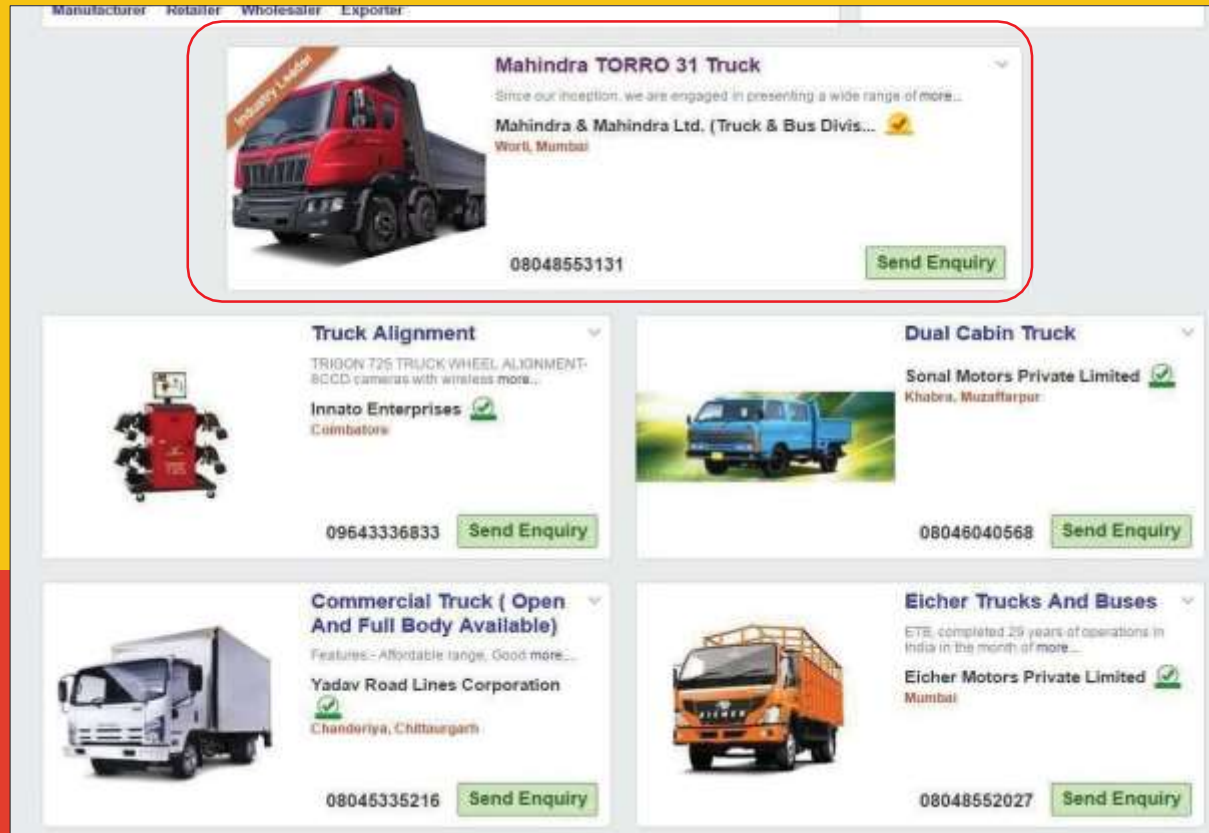 Manufacturer Retailer Wholesaler Exporter
Industry Leader
Mahindra TORRO 31 Truck
Since our inception, we are engaged in presenting a wide range of more...
Mahindra & Mahindra Ltd. (Truck & Bus Divis...
Worli, Mumbai
08048553131
Send Enquiry
Truck Alignment
TRIGON 725 TRUCK WHEEL ALIGNMENT-
8CCD cameras with wireless more...
Innato Enterprises
Coimbatore
725
09643336833
Send Enquiry
Dual Cabin Truck
Sonal Motors Private Limited
Khabra, Muzaffarpur
08046040568
Send Enquiry
Commercial Truck ( Open
And Full Body Available)
Features:- Affordable range, Good more...
Yadav Road Lines Corporation
Chanderiya, Chittaurgarh
08045335216
Send Enquiry
Eicher Trucks And Buses
ETB, completed 29 years of operations in
India in the month of more...
Eicher Motors Private Limited
Mumbai
EICHER
08048552027
Send Enquiry